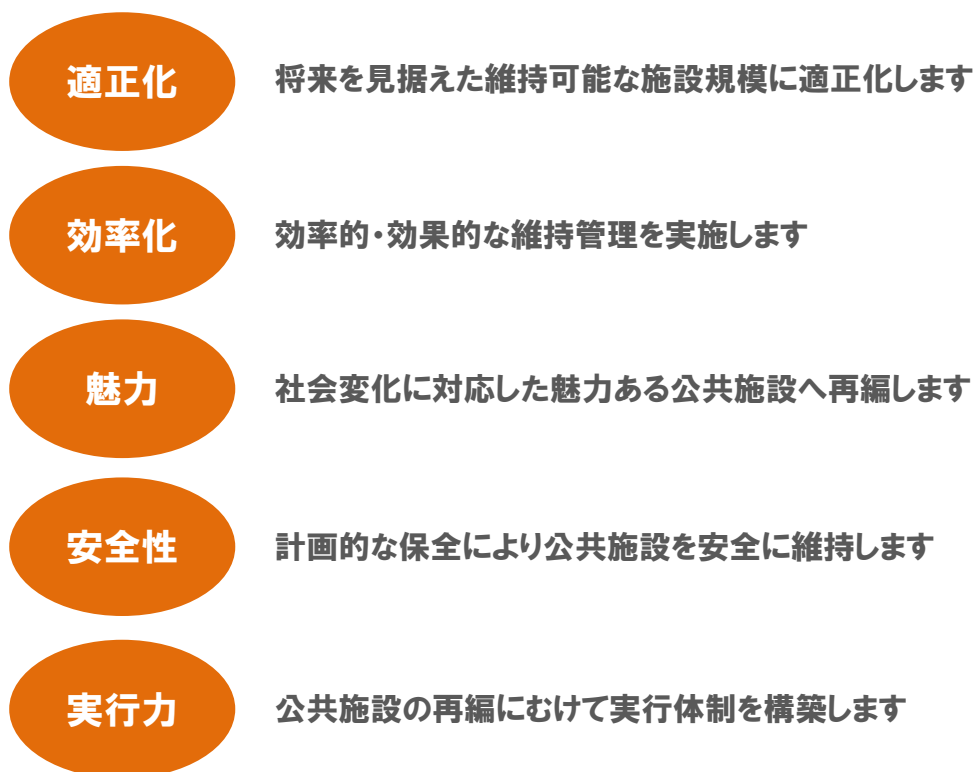 適正化
将来を見据えた維持可能な施設規模に適正化します
効率化
効率的・効果的な維持管理を実施します
魅力
社会変化に対応した魅力ある公共施設へ再編します
安全性
計画的な保全により公共施設を安全に維持します
実行力
公共施設の再編にむけて実行体制を構築します